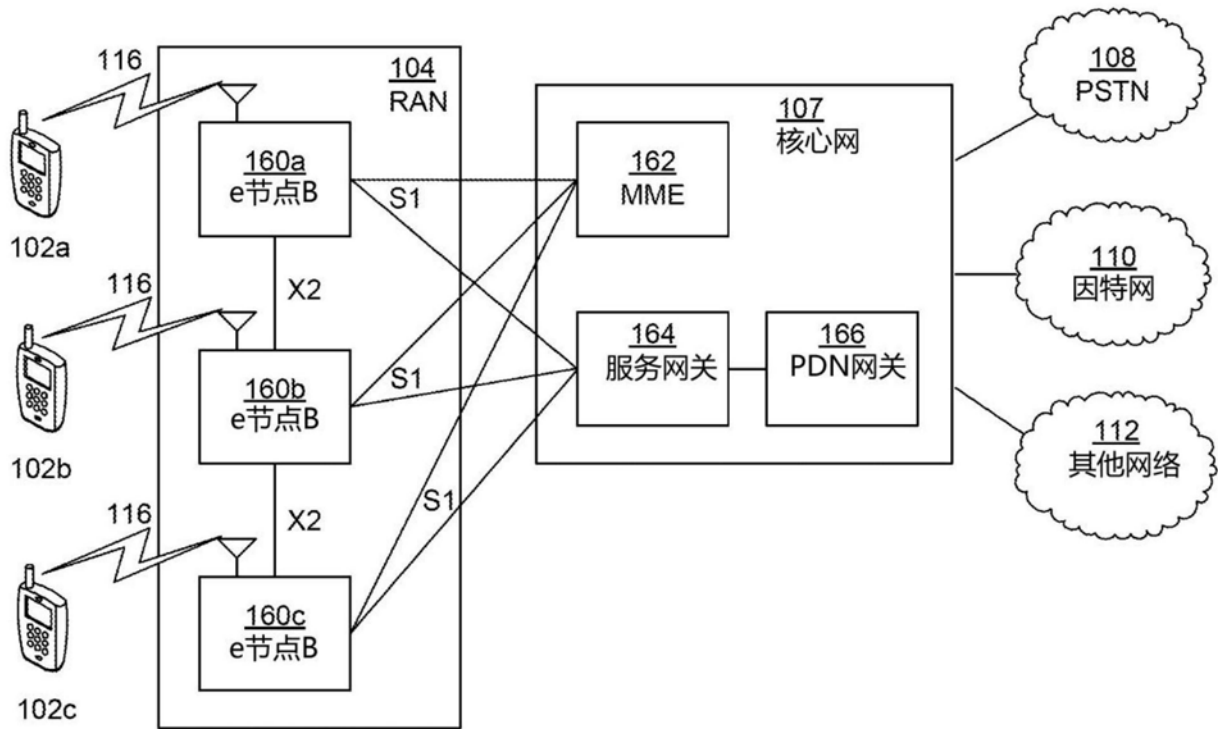 116
104
RAN
102a
160a
e节点B
S1
X2
116
102b
160b
e节点B
S1
X2
116
102c
160c
e节点B
S1
107
核心网
162
MME
164
服务网关
166
PDN网关
108
PSTN
110
因特网
112
其他网络